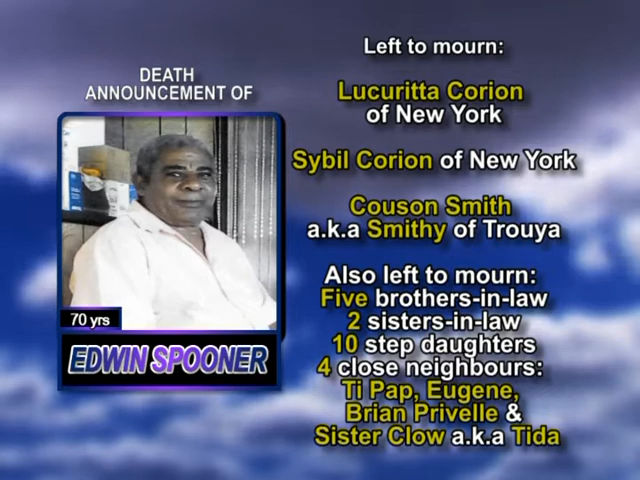 DEATH
ANNOUNCEMENT OF
70 yrs
EDWIN SPOONER
Left to mourn:
Lucuritta Corion
of New York
Sybil Corion of New York
Couson Smith
a.k.a Smithy of Trouya
Also left to mourn:
Five brothers-in-law
2 sisters-in-law
10 step daughters
4 close neighbours:
Ti Pap, Eugene,
Brian Privelle &
Sister Clow a.k.a Tida